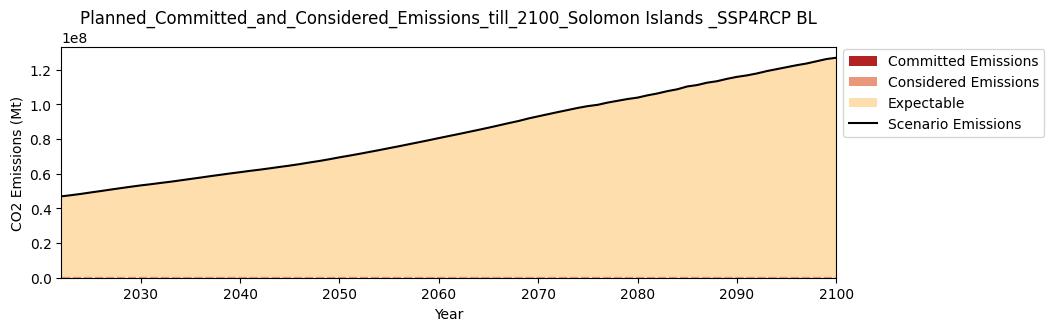 Planned_Committed_and_Considered_Emissions_till_2100_Solomon Islands _SSP4RCP BL
1e8
1.2
1.0
0.8
0.6
0.4
0.2
0.0
CO2 Emissions (Mt)
2030 2040 2050 2060 2070 2080 2090 2100
Year
Committed Emissions
Considered Emissions
Expectable
Scenario Emissions